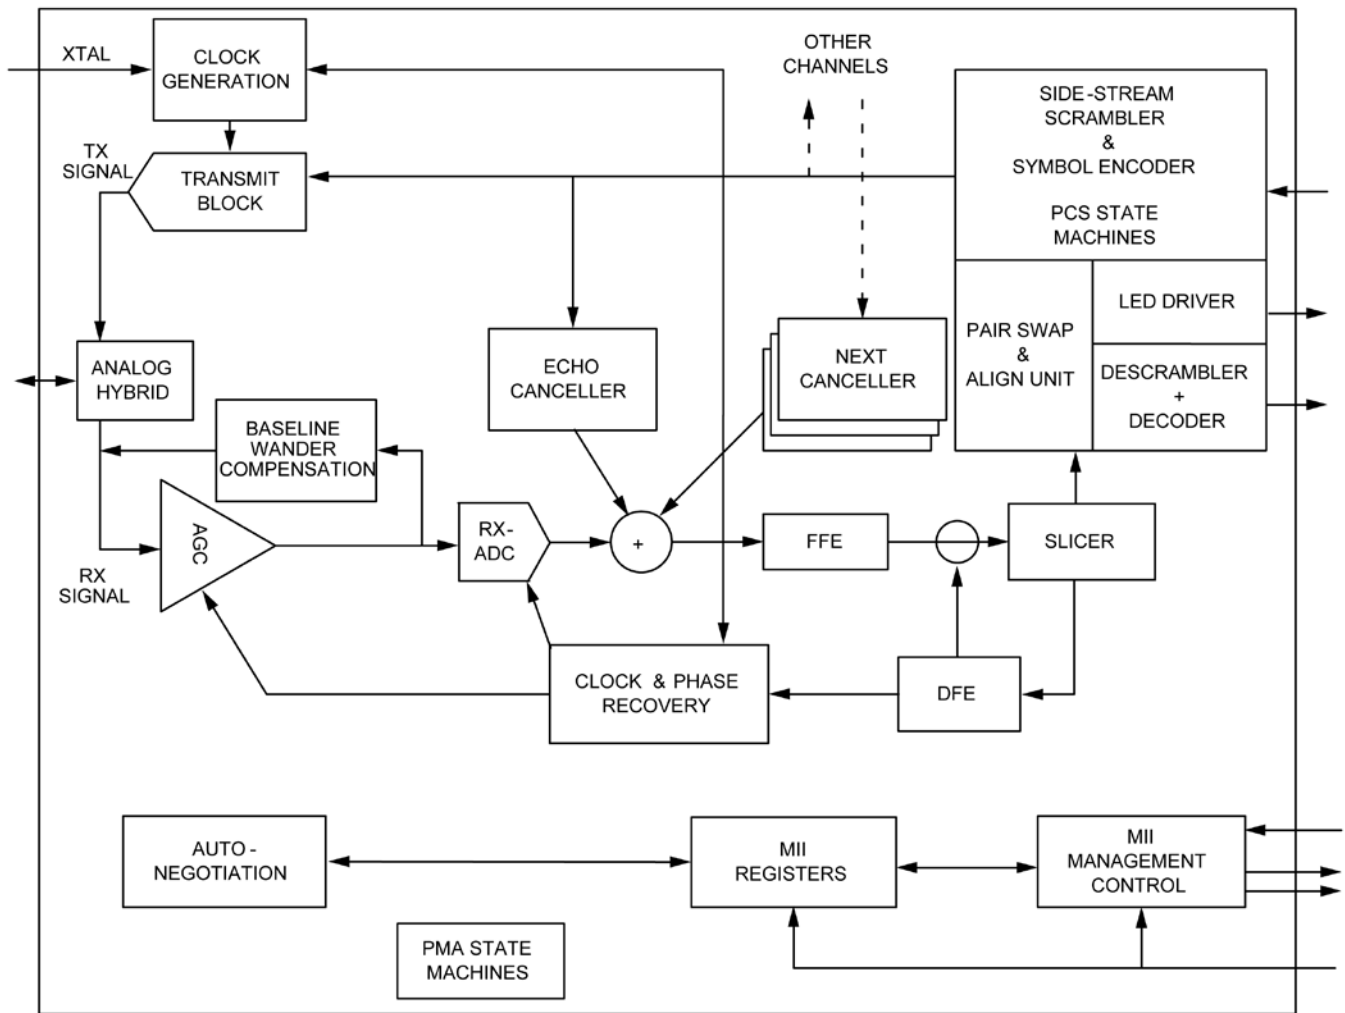 XTAL
CLOCK
GENERATION
OTHER
CHANNELS
SIDE-STREAM
SCRAMBLER
&
SYMBOL ENCODER
PCS STATE
MACHINES
TX
SIGNAL
TRANSMIT
BLOCK
LED DRIVER
PAIR SWAP
&
ALIGN UNIT
DESCRAMBLER
+
DECODER
ANALOG
HYBRID
ECHO
CANCELLER
NEXT
CANCELLER
BASELINE
WANDER
COMPENSATION
AGC
RX-
ADC
+
FFE
SLICER
RX
SIGNAL
CLOCK & PHASE
RECOVERY
DFE
AUTO-
NEGOTIATION
MII
REGISTERS
MII
MANAGEMENT
CONTROL
PMA STATE
MACHINES